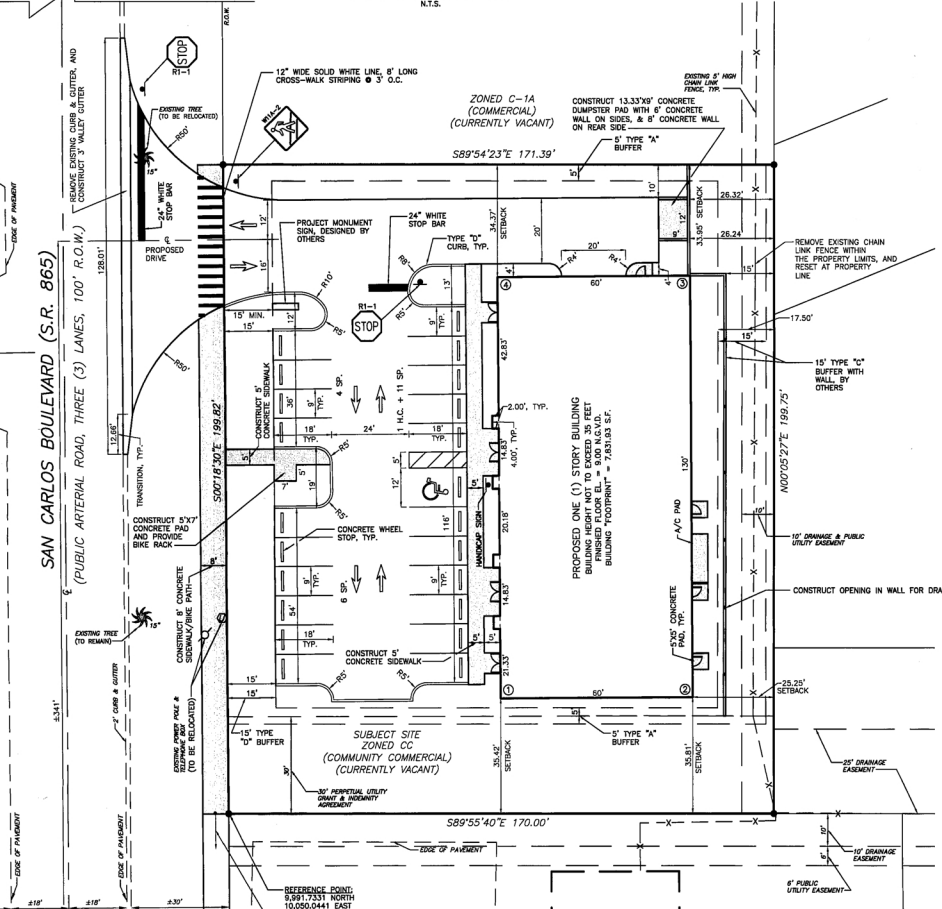 N.T.S.
R.O.W.
STOP
R1-1
12" WIDE SOLID WHITE LINE, 8' LONG
CROSS-WALK STRIPING @ 3' O.C.
W11A-2
EXISTING TREE
(TO BE RELOCATED)
15"
REMOVE EXISTING CURB & GUTTER, AND
CONSTRUCT 3' VALLEY GUTTER
EDGE OF PAVEMENT
128.01'
24" WHITE
STOP BAR
R50'
PROPOSED
DRIVE
ZONED C-1A
(COMMERCIAL)
(CURRENTLY VACANT)
EXISTING 5' HIGH
CHAIN LINK
FENCE, TYP.
CONSTRUCT 13.33'X9' CONCRETE
DUMPSTER PAD WITH 6' CONCRETE
WALL ON SIDES, & 8' CONCRETE WALL
ON REAR SIDE
5' TYPE "A"
BUFFER
S89°54'23"E 171.39'
5'
10'
34.37'
SETBACK
20'
12'
9'
33.95' SETBACK
26.32'
26.24'
12'
16'
PROJECT MONUMENT
SIGN, DESIGNED BY
OTHERS
24" WHITE
STOP BAR
TYPE "D"
CURB, TYP.
R8'
R10'
R5'
13'
4'
20'
R4'
R4'
60'
4'
15'
REMOVE EXISTING CHAIN
LINK FENCE WITHIN
THE PROPERTY LIMITS, AND
RESET AT PROPERTY
LINE
17.50'
15'
15' TYPE "C"
BUFFER WITH
WALL, BY
OTHERS
15' MIN.
15'
12'
R1-1
STOP
R5'
R5'
9'
TYP.
R50'
4
3
42.83'
2.00', TYP.
4.00', TYP.
14.83'
SAN CARLOS BOULEVARD (S.R. 865)
(PUBLIC ARTERIAL ROAD, THREE (3) LANES, 100' R.O.W.)
12.66'
TRANSITION, TYP.
CONSTRUCT 5'
CONCRETE SIDEWALK
36'
9'
TYP.
4 SP.
1 H.C. + 11 SP.
18'
TYP.
24'
18'
TYP.
R5'
5'
5'
7'
19'
5'
12'
5'
R5'
S00°18'30"E 199.82'
N00°05'27"E 199.75'
CONSTRUCT 5'X7'
CONCRETE PAD
AND PROVIDE
BIKE RACK
CONCRETE WHEEL
STOP, TYP.
116'
HANDICAP SIGN
20.18'
PROPOSED ONE (1) STORY BUILDING
BUILDING HEIGHT NOT TO EXCEED 35 FEET
FINISHED FLOOR EL. = 9.00 N.G.V.D.
BUILDING "FOOTPRINT" = 7,831.93 S.F.
130'
A/C PAD
10'
10' DRAINAGE & PUBLIC
UTILITY EASEMENT
CONSTRUCT OPENING IN WALL FOR DRA
8'
CONSTRUCT 8' CONCRETE
SIDEWALK/BIKE PATH
EXISTING TREE
(TO REMAIN)
15"
9'
TYP.
6 SP.
9'
TYP.
54'
18'
TYP.
14.83'
5'X5' CONCRETE
PAD, TYP.
CONSTRUCT 5'
CONCRETE SIDEWALK
5'
5'
21.33'
R5'
R5'
±341'
2' CURB & GUTTER
EXISTING POWER POLE &
TELEPHONE BOX
(TO BE RELOCATED)
15'
15'
1
60'
2
25.25'
SETBACK
15' TYPE
"D" BUFFER
5'
5' TYPE "A"
BUFFER
SUBJECT SITE
ZONED CC
(COMMUNITY COMMERCIAL)
(CURRENTLY VACANT)
35.42'
SETBACK
35.81'
SETBACK
30'
30' PERPETUAL UTILITY
GRANT & INDEMNITY
AGREEMENT
25' DRAINAGE
EASEMENT
S89°55'40"E 170.00'
EDGE OF PAVEMENT
EDGE OF PAVEMENT
EDGE OF PAVEMENT
10'
10' DRAINAGE
EASEMENT
6'
6' PUBLIC
UTILITY EASEMENT
REFERENCE POINT:
9,991.7331 NORTH
10,050.0441 EAST
±18'
±18'
±30'